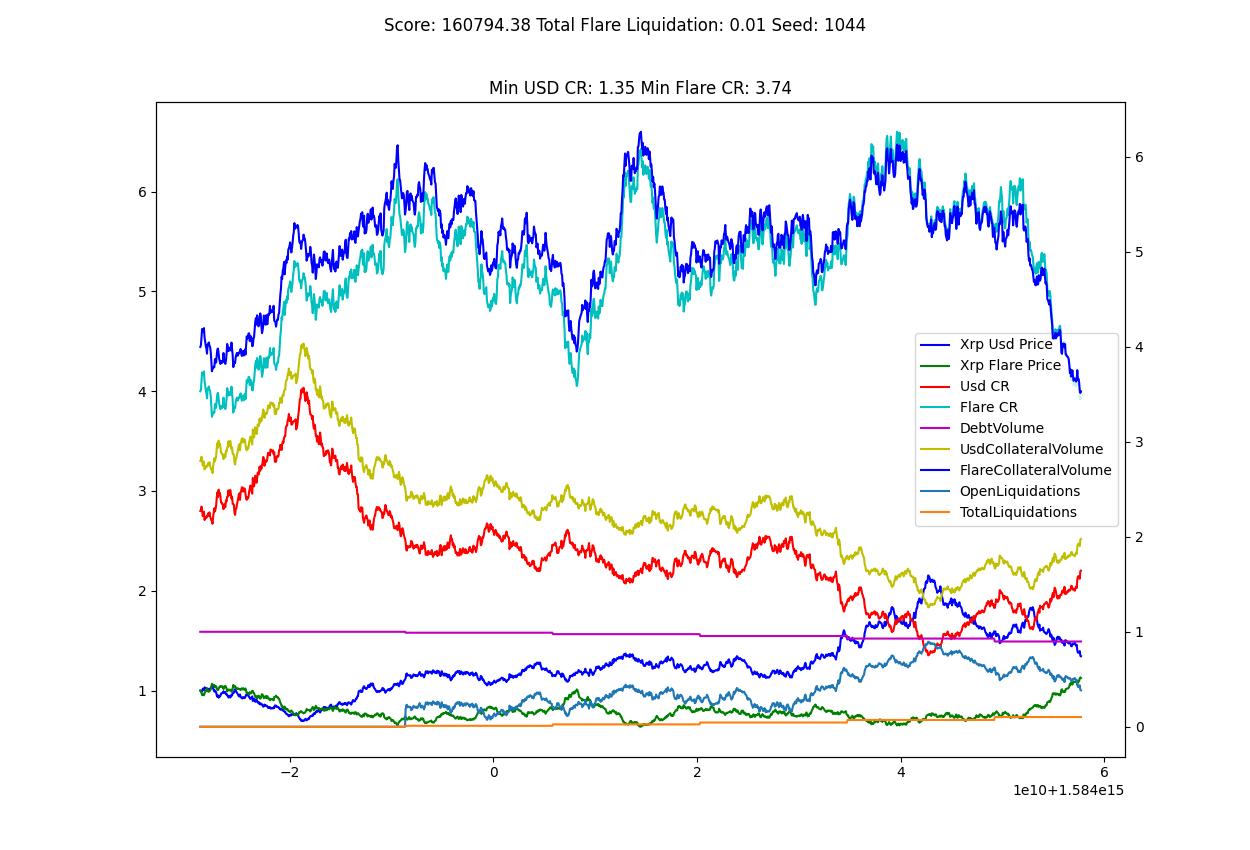 Score: 160794.38 Total Flare Liquidation: 0.01 Seed: 1044
Min USD CR: 1.35 Min Flare CR: 3.74
6
5
4
3
2
1
6
5
4
3
2
1
0
Xrp Usd Price
Xrp Flare Price
Usd CR
Flare CR
DebtVolume
UsdCollateralVolume
FlareCollateralVolume
OpenLiquidations
TotalLiquidations
−2 0 2 4 6
1e10+1.584e15